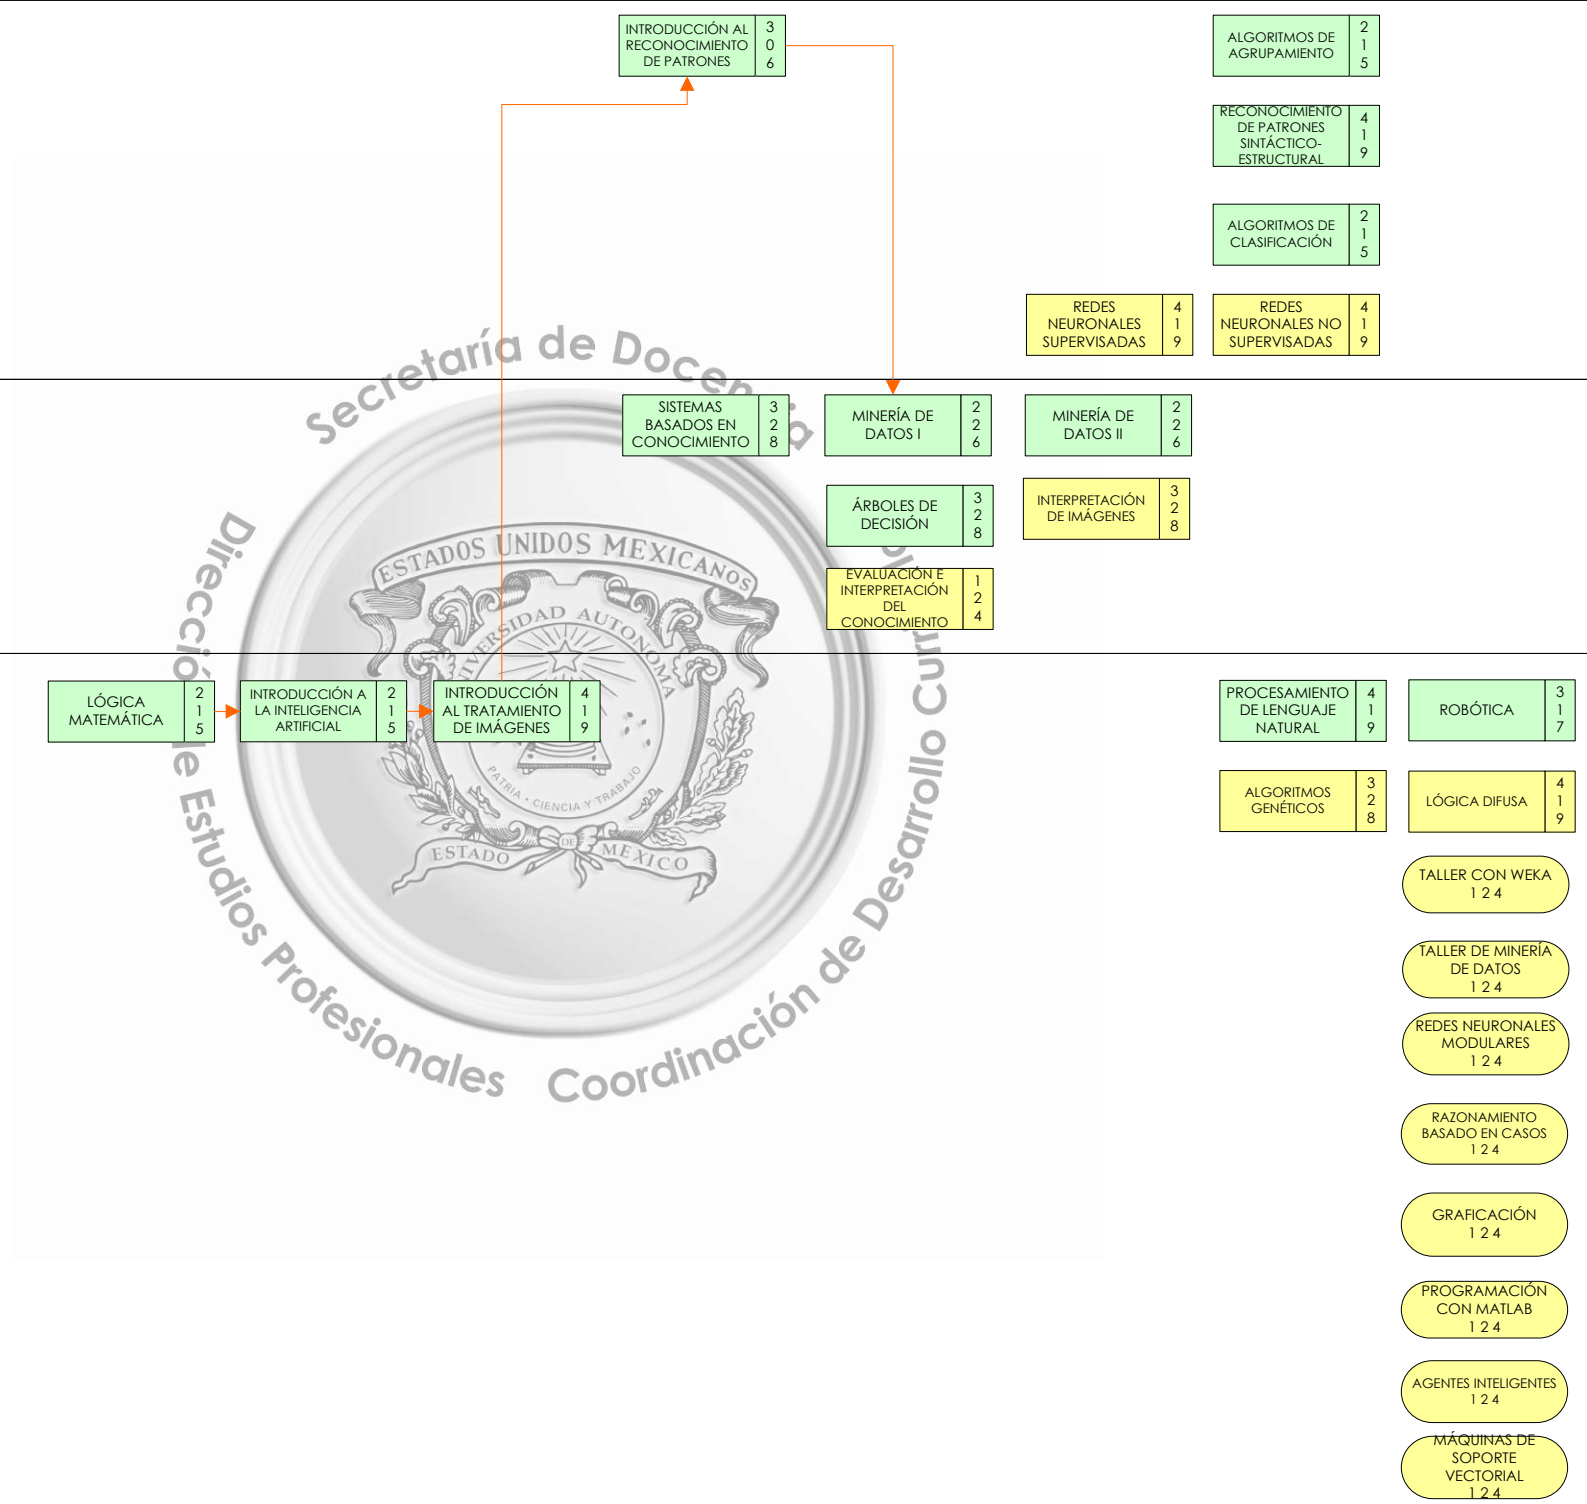 INTRODUCCIÓN AL
RECONOCIMIENTO
DE PATRONES
3
0
6
ALGORITMOS DE
AGRUPAMIENTO
2
1
5
RECONOCIMIENTO
DE PATRONES
SINTÁCTICO-
ESTRUCTURAL
4
1
9
ALGORITMOS DE
CLASIFICACIÓN
2
1
5
REDES
NEURONALES
SUPERVISADAS
4
1
9
REDES
NEURONALES NO
SUPERVISADAS
4
1
9
SISTEMAS
BASADOS EN
CONOCIMIENTO
3
2
8
MINERÍA DE
DATOS I
2
2
6
MINERÍA DE
DATOS II
2
2
6
ÁRBOLES DE
DECISIÓN
3
2
8
INTERPRETACIÓN
DE IMÁGENES
3
2
8
EVALUACIÓN E
INTERPRETACIÓN
DEL
CONOCIMIENTO
1
2
4
LÓGICA
MATEMÁTICA
2
1
5
INTRODUCCIÓN A
LA INTELIGENCIA
ARTIFICIAL
2
1
5
INTRODUCCIÓN
AL TRATAMIENTO
DE IMÁGENES
4
1
9
PROCESAMIENTO
DE LENGUAJE
NATURAL
4
1
9
ROBÓTICA
3
1
7
ALGORITMOS
GENÉTICOS
3
2
8
LÓGICA DIFUSA
4
1
9
TALLER CON WEKA
1 2 4
TALLER DE MINERÍA
DE DATOS
1 2 4
REDES NEURONALES
MODULARES
1 2 4
RAZONAMIENTO
BASADO EN CASOS
1 2 4
GRAFICACIÓN
1 2 4
PROGRAMACIÓN
CON MATLAB
1 2 4
AGENTES INTELIGENTES
1 2 4
MÁQUINAS DE
SOPORTE
VECTORIAL
1 2 4
Secretaría de Docencia
Dirección de Estudios Profesionales
Coordinación de Desarrollo
ESTADOS UNIDOS MEXICANOS
UNIVERSIDAD AUTONOMA
PATRIA · CIENCIA Y TRABAJO
ESTADO DE MEXICO